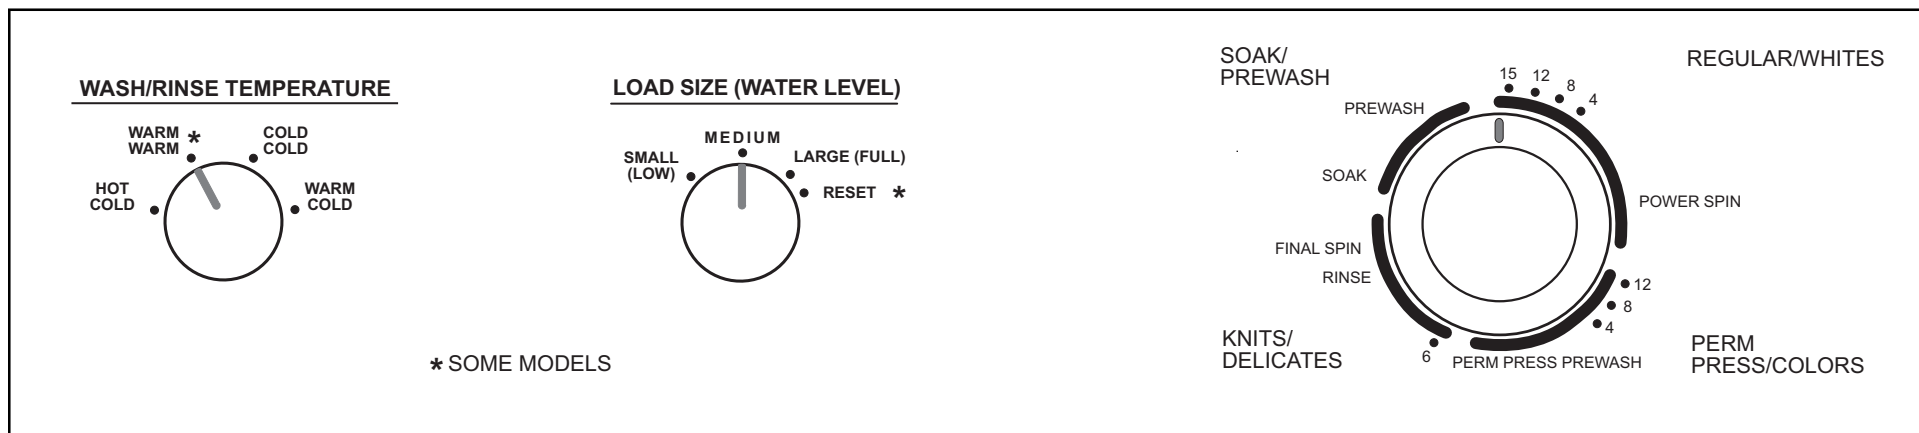 WASH/RINSE TEMPERATURE
WARM *
WARM
COLD
COLD
HOT
COLD
WARM
COLD
LOAD SIZE (WATER LEVEL)
MEDIUM
SMALL
(LOW)
LARGE (FULL)
RESET *
* SOME MODELS
SOAK/
PREWASH
REGULAR/WHITES
15
12
8
4
PREWASH
SOAK
POWER SPIN
FINAL SPIN
RINSE
12
8
4
KNITS/
DELICATES
6
PERM PRESS PREWASH
PERM
PRESS/COLORS